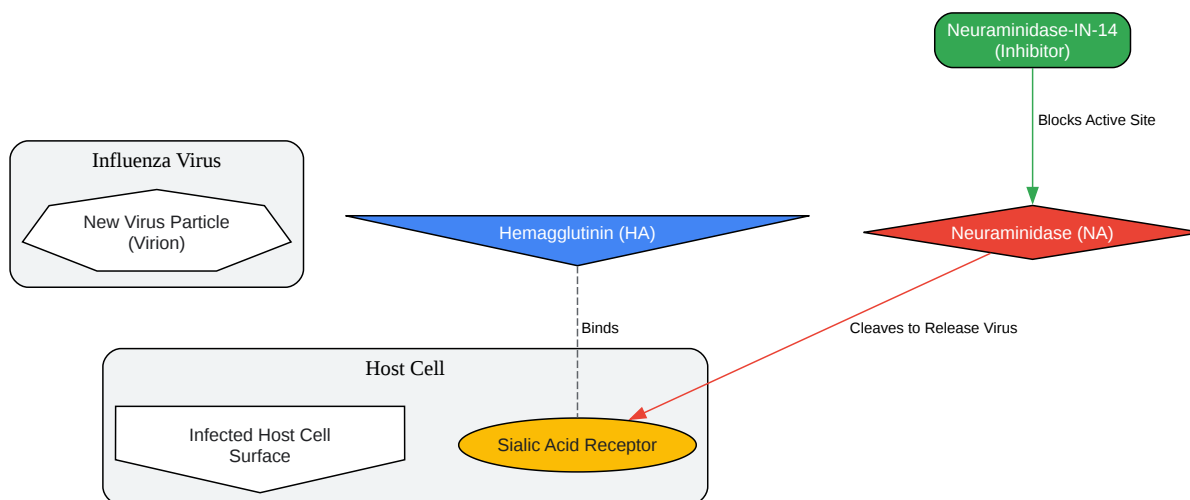 Neuraminidase-IN-14
(Inhibitor)
Blocks Active Site
Influenza Virus
New Virus Particle
(Virion)
Hemagglutinin (HA)
Neuraminidase (NA)
Binds
Cleaves to Release Virus
Host Cell
Infected Host Cell
Surface
Sialic Acid Receptor